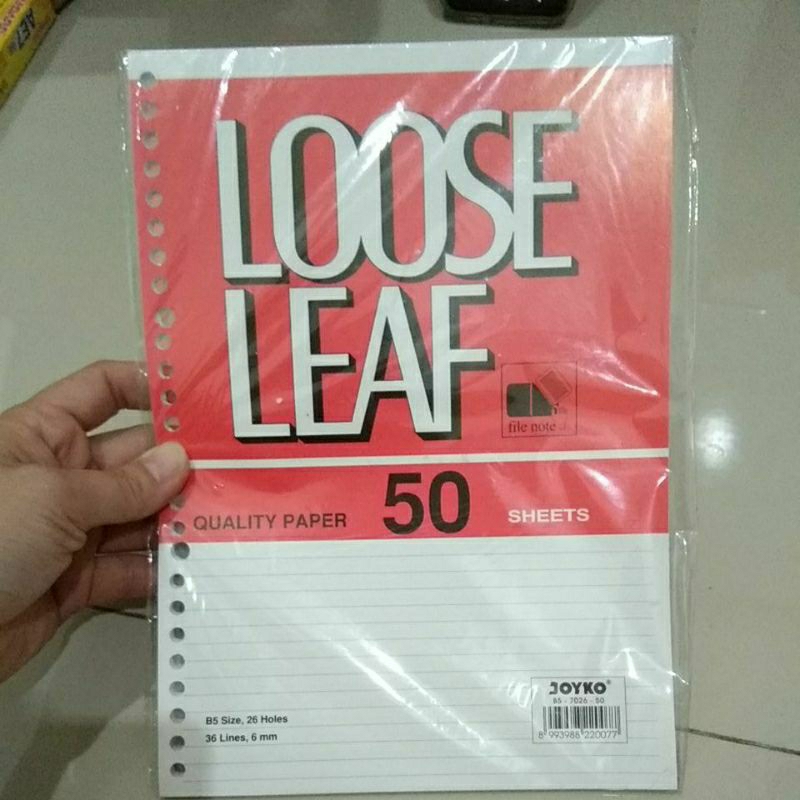 LOOSE
LEAF
file note
QUALITY PAPER 50 SHEETS
JOYKO®
B5 - 7026 - 50
8 993988 220077
B5 Size, 26 Holes
36 Lines, 6 mm